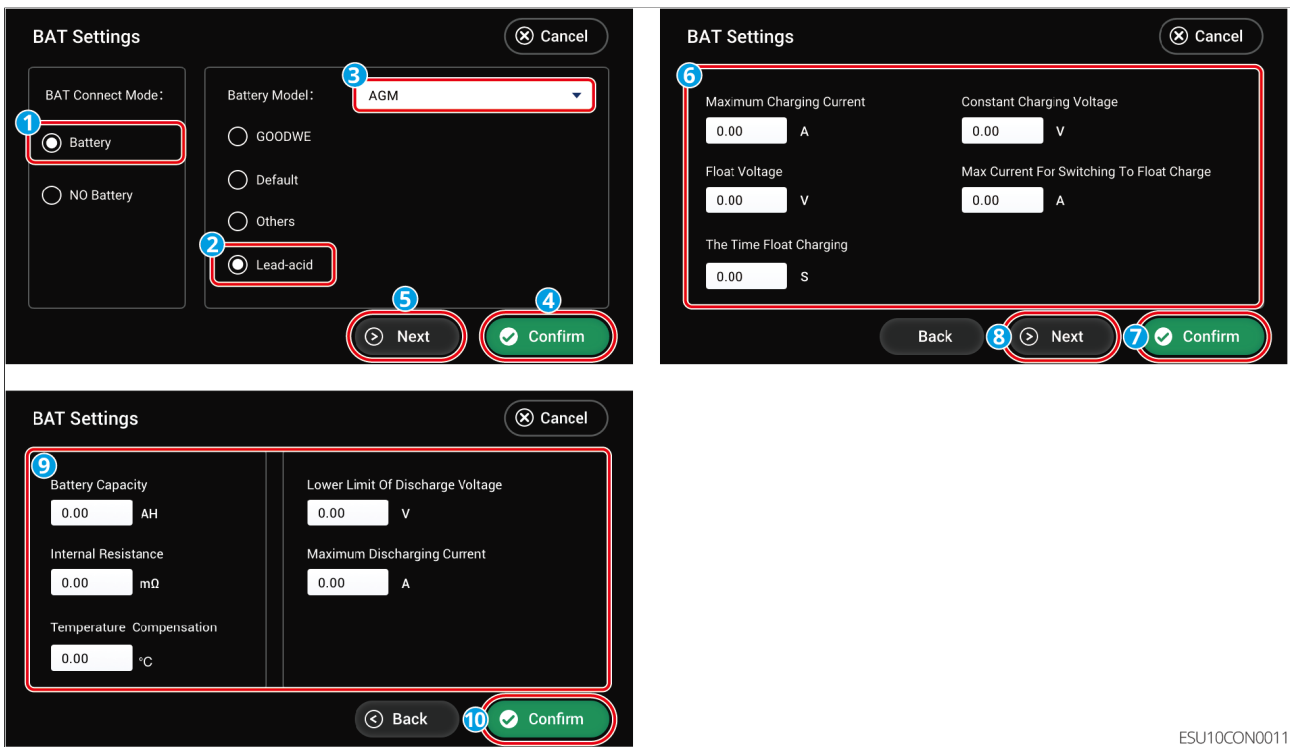 BAT Settings
Cancel
BAT Connect Mode:
1
Battery
NO Battery
Battery Model:
3
AGM
GOODWE
Default
Others
2
Lead-acid
5
Next
4
Confirm
BAT Settings
Cancel
6
Maximum Charging Current
0.00 A
Constant Charging Voltage
0.00 V
Float Voltage
0.00 V
Max Current For Switching To Float Charge
0.00 A
The Time Float Charging
0.00 S
Back
8
Next
7
Confirm
BAT Settings
Cancel
9
Battery Capacity
0.00 AH
Internal Resistance
0.00 mΩ
Temperature Compensation
0.00 °C
Lower Limit Of Discharge Voltage
0.00 V
Maximum Discharging Current
0.00 A
Back
10
Confirm
ESU10CON0011